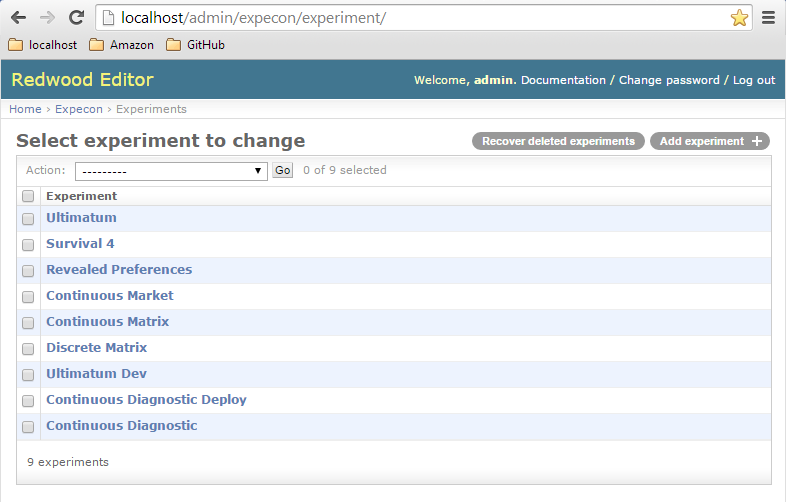 localhost/admin/expecon/experiment/
localhost Amazon GitHub
Redwood Editor Welcome, admin. Documentation / Change password / Log out
Home › Expecon › Experiments
Select experiment to change Recover deleted experiments Add experiment +
Action: --------- Go 0 of 9 selected
Experiment
Ultimatum
Survival 4
Revealed Preferences
Continuous Market
Continuous Matrix
Discrete Matrix
Ultimatum Dev
Continuous Diagnostic Deploy
Continuous Diagnostic
9 experiments